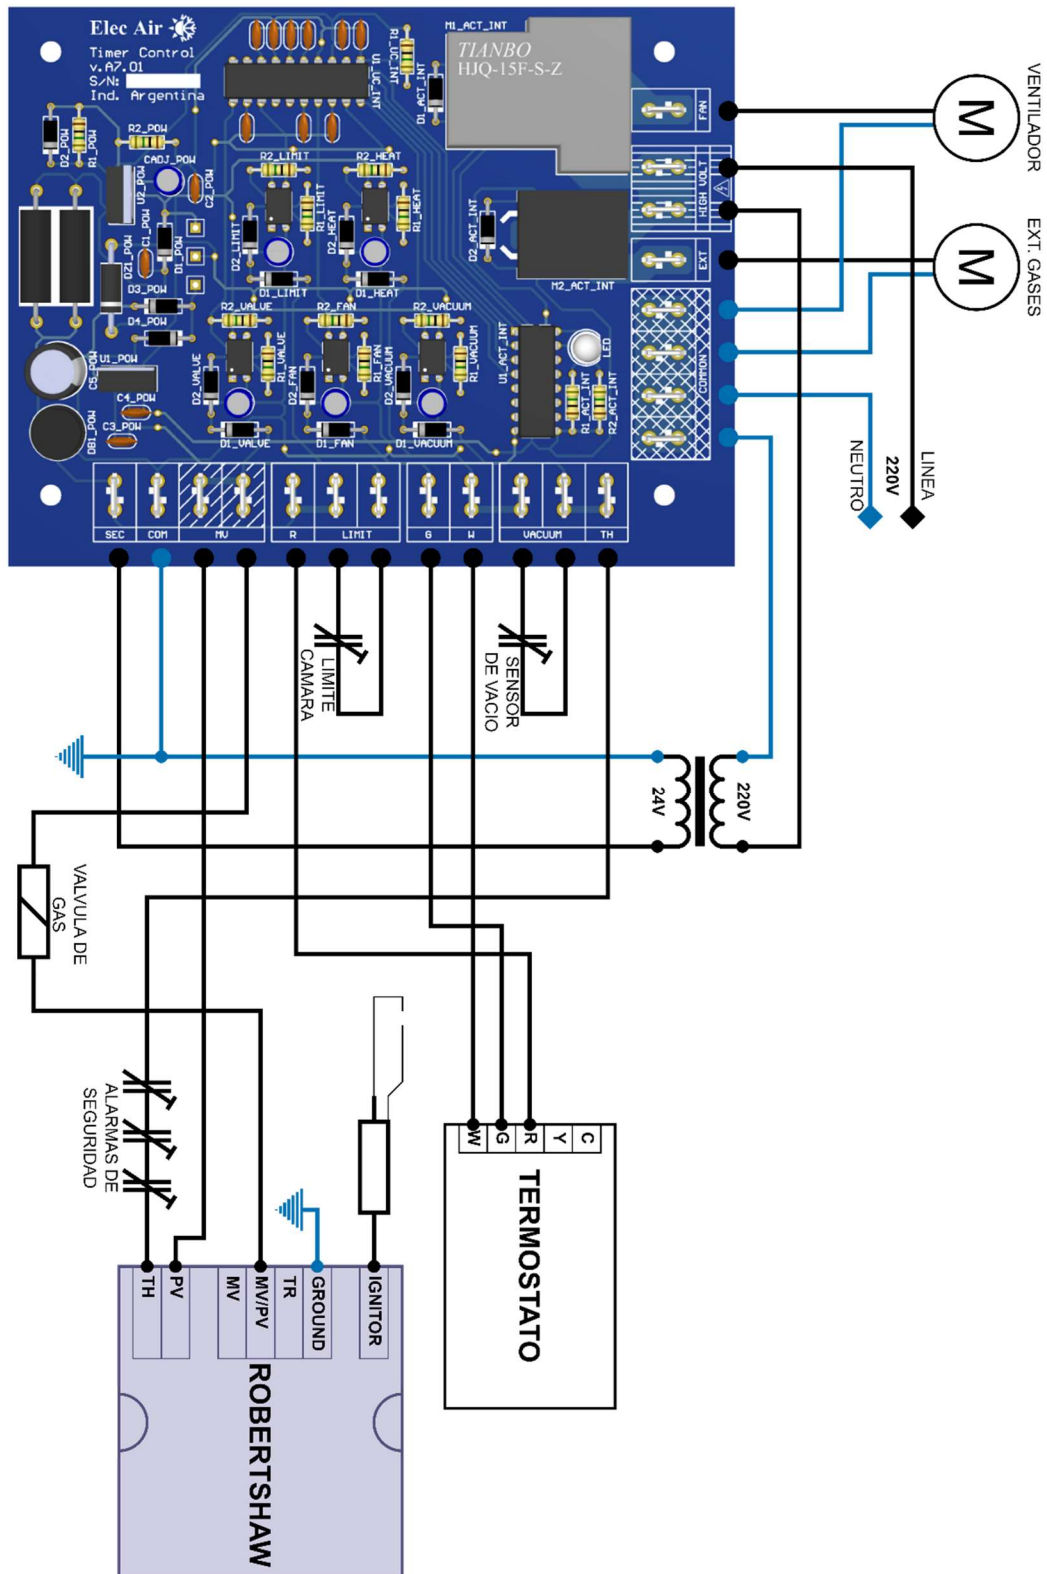 Elec Air
Timer Control
v.A7.01
S/N:
Ind. Argentina
M1_ACT_INT
TIANBO
HJQ-15F-S-Z
R1_UC_INT
U1_UC_INT
D1_ACT_INT
FAN
HIGH VOLT
EXT
COMMON
D2_POW
R1_POW
R2_POW
CADJ_POW
U2_POW
C2_POW
C1_POW
D1_POW
DZ1_POW
D3_POW
D4_POW
U1_POW
C5_POW
C4_POW
C3_POW
DB1_POW
R2_LIMIT
R1_LIMIT
D2_LIMIT
D1_LIMIT
R2_HEAT
R1_HEAT
D2_HEAT
D1_HEAT
D2_ACT_INT
M2_ACT_INT
R2_VALVE
R1_VALVE
D2_VALVE
D1_VALVE
R2_FAN
R1_FAN
D2_FAN
D1_FAN
R2_VACUUM
R1_VACUUM
D2_VACUUM
D1_VACUUM
U1_ACT_INT
LED
R1_ACT_INT
R2_ACT_INT
SEC
COM
MV
R
LIMIT
G
W
VACUUM
TH
VENTILADOR
M
EXT. GASES
M
LINEA
220V
NEUTRO
LIMITE
CAMARA
SENSOR
DE VACIO
24V
220V
VALVULA DE
GAS
ALARMAS DE
SEGURIDAD
W
G
R
Y
C
TERMOSTATO
TH
PV
MV
MV/PV
TR
GROUND
IGNITOR
ROBERTSHAW